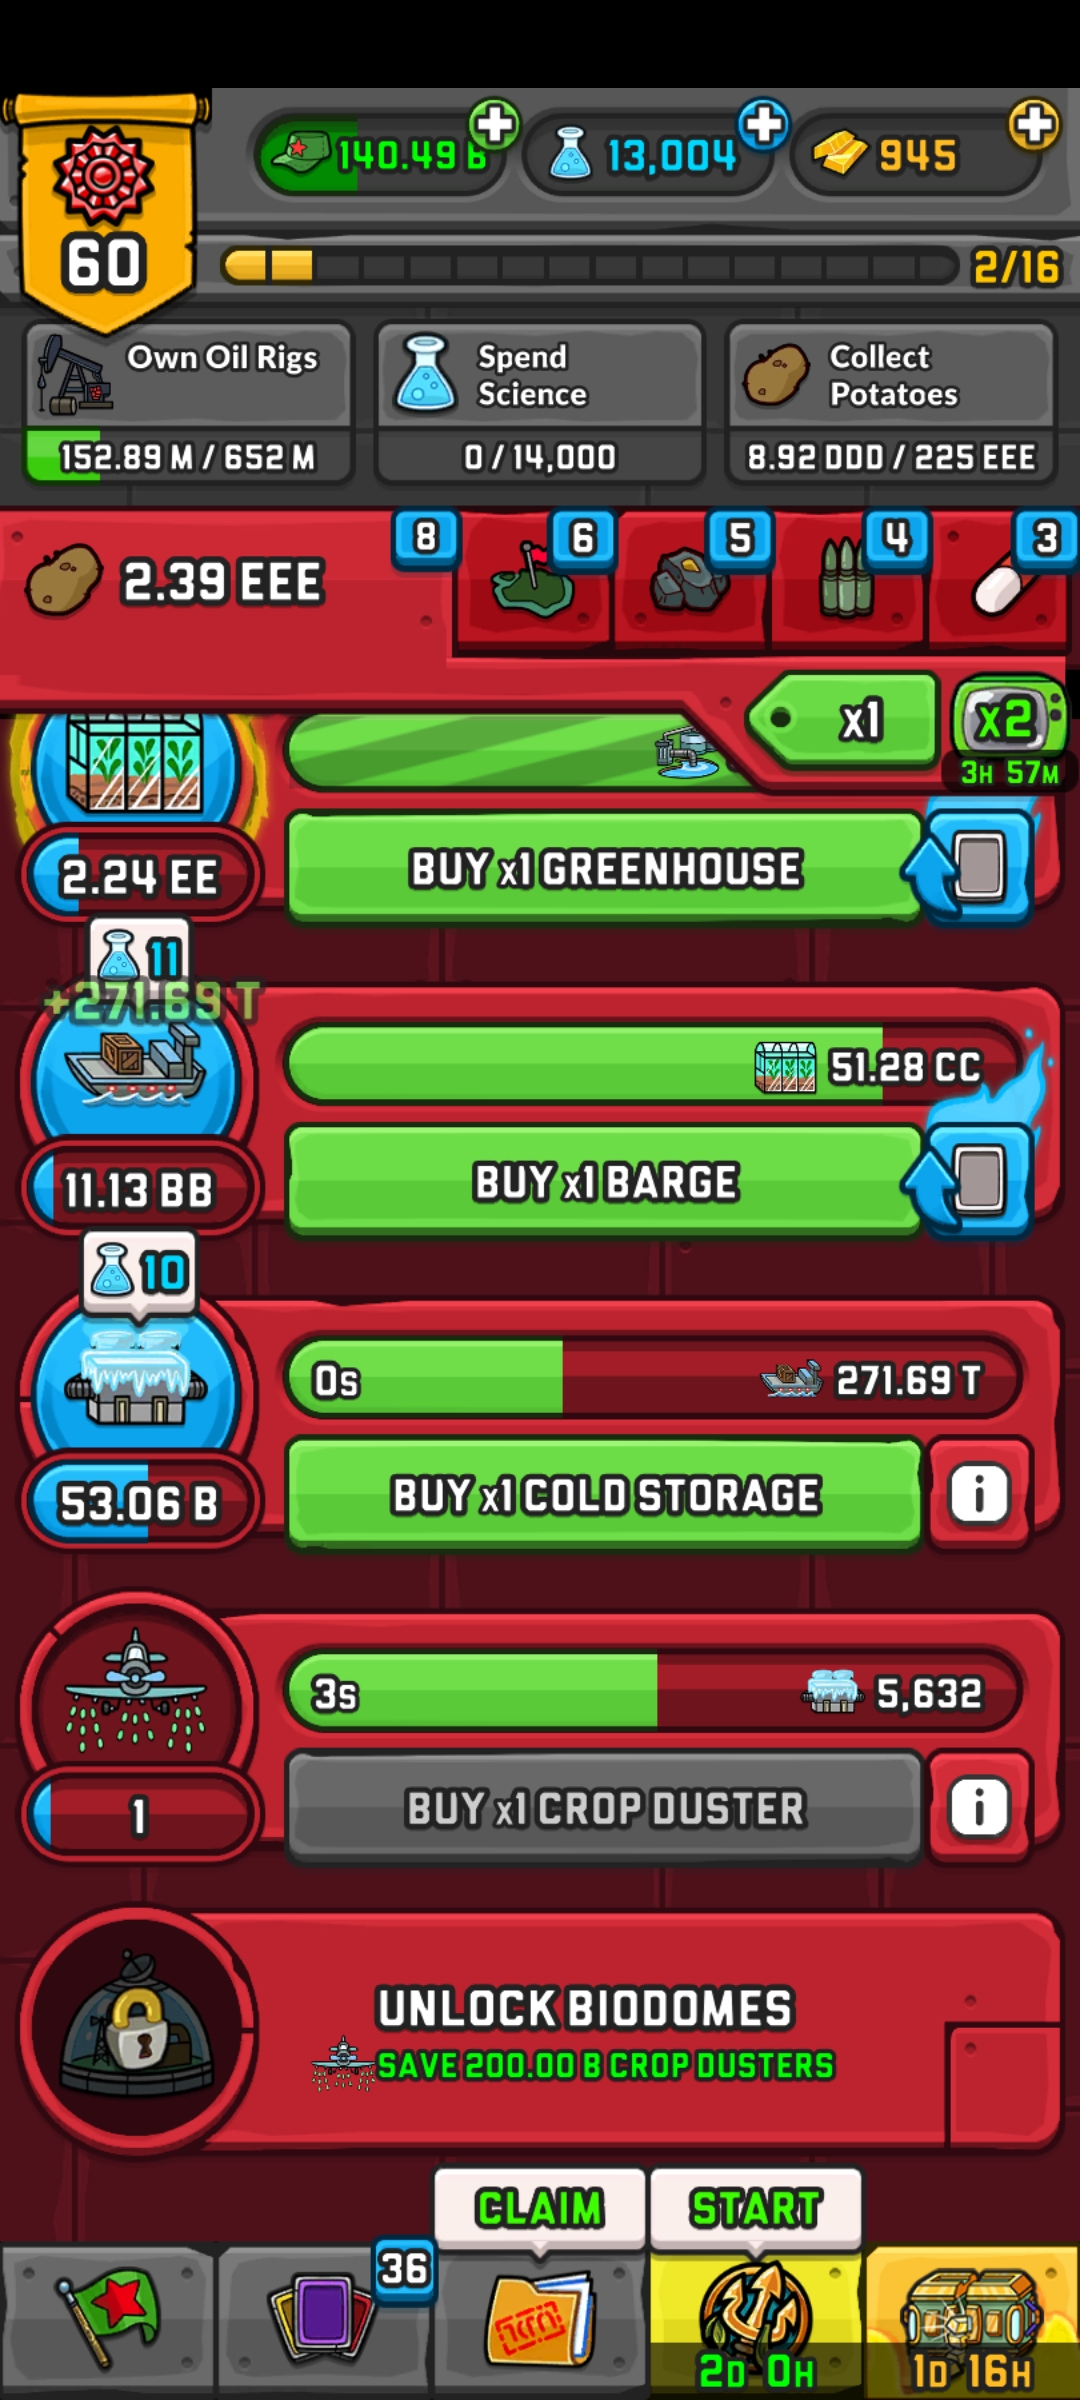 140.49 B
13,004
945
60
2/16
Own Oil Rigs
152.89 M / 652 M
Spend
Science
0 / 14,000
Collect
Potatoes
8.92 DDD / 225 EEE
2.39 EEE
8
6
5
4
3
x1
x2
3H 57M
2.24 EE
BUY x1 GREENHOUSE
11
+271.69 T
51.28 CC
11.13 BB
BUY x1 BARGE
10
0s
271.69 T
53.06 B
BUY x1 COLD STORAGE
i
3s
5,632
1
BUY x1 CROP DUSTER
i
UNLOCK BIODOMES
SAVE 200.00 B CROP DUSTERS
CLAIM
START
36
2D 0H
1D 16H